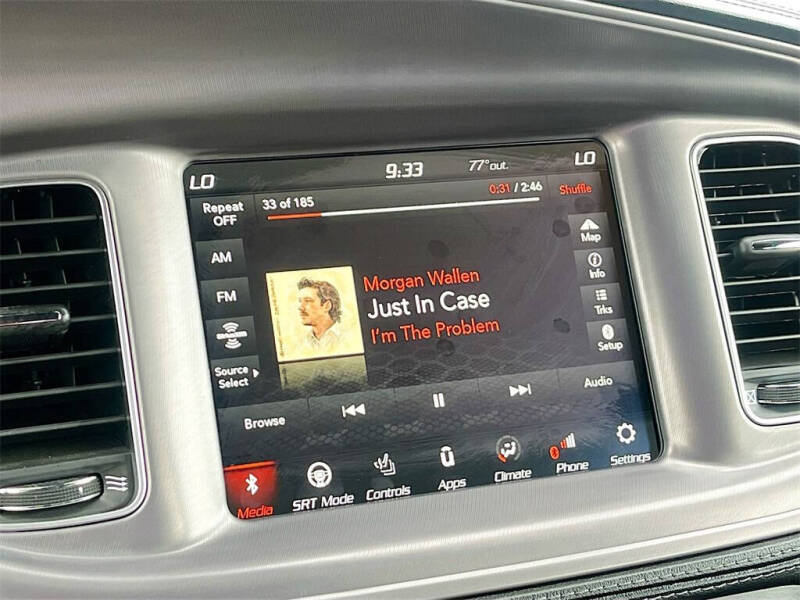 LO 9:33 77°out. LO
Repeat
OFF
33 of 185
0:31 / 2:46
Shuffle
AM
FM
Source
Select
Morgan Wallen
Just In Case
I'm The Problem
Map
Info
Trks
Setup
Browse
Audio
Media
SRT Mode
Controls
Apps
Climate
Phone
Settings